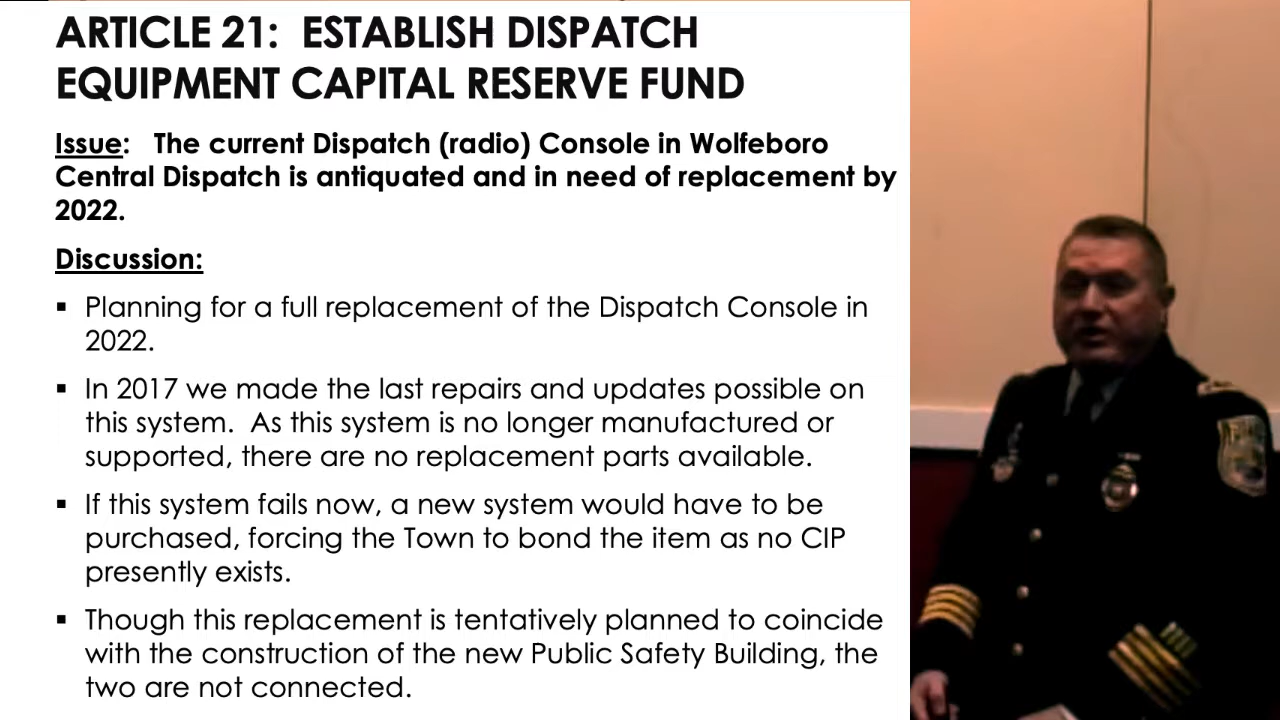 ARTICLE 21: ESTABLISH DISPATCH
EQUIPMENT CAPITAL RESERVE FUND
Issue: The current Dispatch (radio) Console in Wolfeboro
Central Dispatch is antiquated and in need of replacement by
2022.
Discussion:
▪ Planning for a full replacement of the Dispatch Console in
2022.
▪ In 2017 we made the last repairs and updates possible on
this system. As this system is no longer manufactured or
supported, there are no replacement parts available.
▪ If this system fails now, a new system would have to be
purchased, forcing the Town to bond the item as no CIP
presently exists.
▪ Though this replacement is tentatively planned to coincide
with the construction of the new Public Safety Building, the
two are not connected.